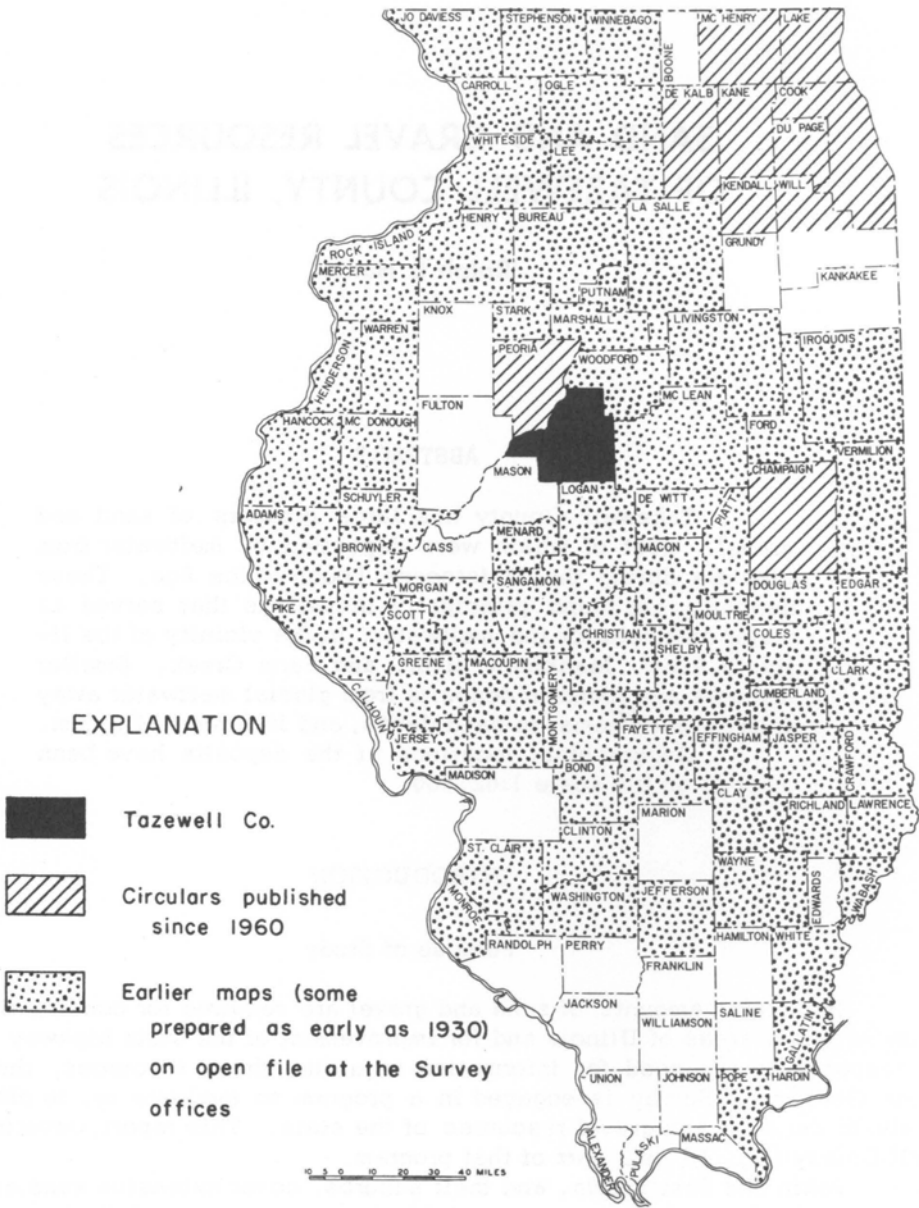 JO DAVIESS
STEPHENSON
WINNEBAGO
BOONE
MC HENRY
LAKE
CARROLL
OGLE
DE KALB
KANE
COOK
DU PAGE
WHITESIDE
LEE
KENDALL
WILL
ROCK ISLAND
HENRY
BUREAU
LA SALLE
GRUNDY
MERCER
PUTNAM
KANKAKEE
KNOX
STARK
MARSHALL
LIVINGSTON
WARREN
HENDERSON
PEORIA
WOODFORD
IROQUOIS
FULTON
MC LEAN
HANCOCK
MC DONOUGH
FORD
VERMILION
MASON
CHAMPAIGN
SCHUYLER
LOGAN
DE WITT
PIATT
ADAMS
BROWN
CASS
MENARD
MACON
MORGAN
SANGAMON
DOUGLAS
EDGAR
PIKE
SCOTT
CHRISTIAN
MOULTRIE
COLES
SHELBY
GREENE
MACOUPIN
MONTGOMERY
CLARK
CUMBERLAND
CALHOUN
JERSEY
FAYETTE
EFFINGHAM
JASPER
CRAWFORD
MADISON
BOND
CLAY
RICHLAND
LAWRENCE
MARION
CLINTON
ST. CLAIR
WAYNE
EDWARDS
WABASH
MONROE
WASHINGTON
JEFFERSON
RANDOLPH
PERRY
HAMILTON
WHITE
FRANKLIN
JACKSON
WILLIAMSON
SALINE
GALLATIN
UNION
JOHNSON
POPE
HARDIN
ALEXANDER
PULASKI
MASSAC
EXPLANATION
Tazewell Co.
Circulars published
since 1960
Earlier maps (some
prepared as early as 1930)
on open file at the Survey
offices
10 0 10 20 30 40 MILES